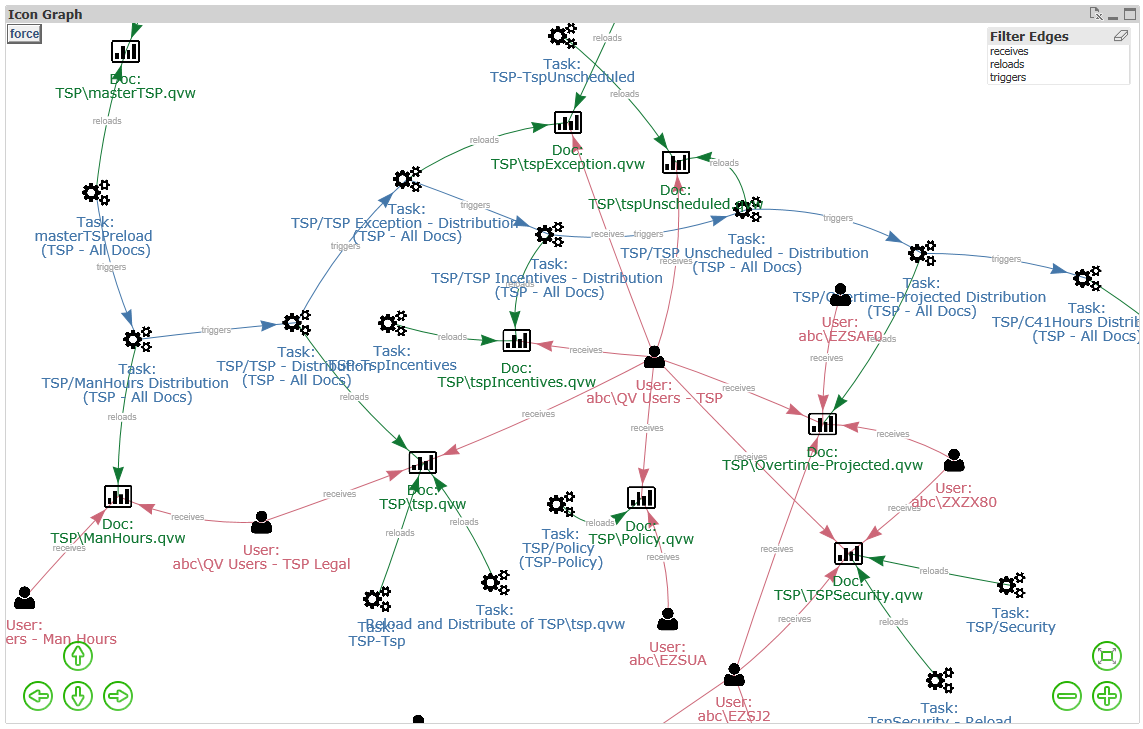 Icon Graph
force
Filter Edges
receives
reloads
triggers
Doc:
TSP\masterTSP.qvw
reloads
Task:
TSP-TspUnscheduled
reloads
reloads
Doc:
TSP\tspException.qvw
reloads
reloads
Doc:
TSP\tspUnscheduled
Task:
masterTSPreload
(TSP - All Docs)
triggers
Task:
TSP/TSP Exception - Distribution
(TSP - All Docs)
triggers
triggers
receives
triggers
receives
Task:
TSP/TSP Unscheduled - Distribution
(TSP - All Docs)
triggers
triggers
Task:
TSP/TSP Incentives - Distribution
(TSP - All Docs)
reloads
Task:
TSP/Overtime-Projected Distribution
(TSP - All Docs)
Task:
TSP/C41Hours Distrib
(TSP - All Docs)
User:
abc\EZSAF0
receives
reloads
Task:
TSP/ManHours Distribution
(TSP - All Docs)
triggers
Task:
TSP/TSP - Distribution
(TSP - All Docs)
Task:
TSP-TspIncentives
reloads
Doc:
TSP\tspIncentives.qvw
receives
User:
abc\QV Users - TSP
receives
reloads
reloads
receives
receives
receives
receives
Doc:
TSP\Overtime-Projected.qvw
User:
abc\ZXZX80
receives
Doc:
TSP\ManHours.qvw
receives
receives
User:
abc\QV Users - TSP Legal
receives
Doc:
TSP\tsp.qvw
reloads
reloads
Task:
TSP/Policy
(TSP-Policy)
reloads
Doc:
TSP\Policy.qvw
receives
receives
Doc:
TSP\TSPSecurity.qvw
reloads
Task:
TSP/Security
receives
reloads
User:
ers - Man Hours
Task:
TSP-Tsp
Task:
Reload and Distribute of TSP\tsp.qvw
User:
abc\EZSUA
User:
abc\EZSJ2
Task:
TspSecurity - Reload